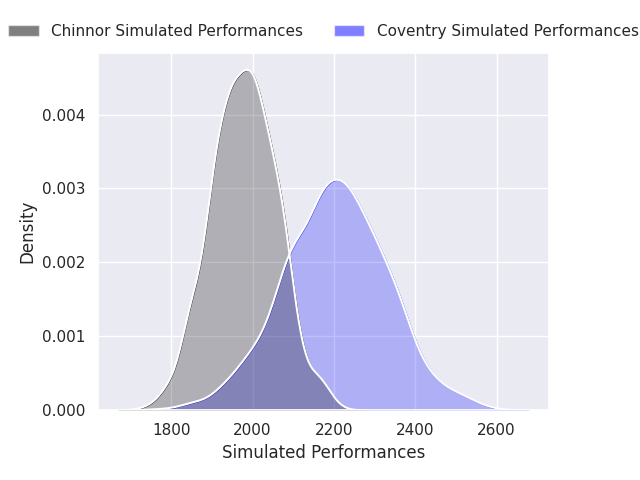 Chinnor Simulated Performances
Coventry Simulated Performances
Density
0.004
0.003
0.002
0.001
0.000
1800 2000 2200 2400 2600
Simulated Performances